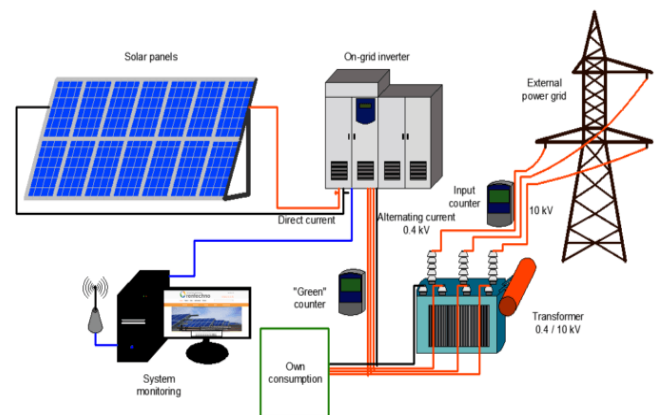 Solar panels
On-grid inverter
External
power grid
Input
counter
10 kV
Direct current
Alternating current
0.4 kV
"Green"
counter
Transformer
0.4 / 10 kV
Own
consumption
System
monitoring